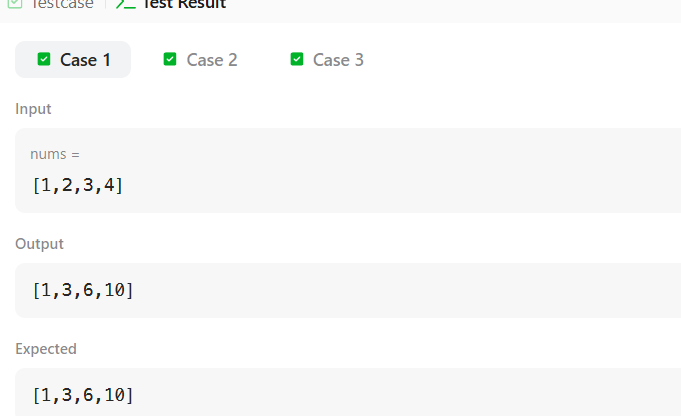 Testcase Test Result
Case 1 Case 2 Case 3
Input
nums =
[1,2,3,4]
Output
[1,3,6,10]
Expected
[1,3,6,10]